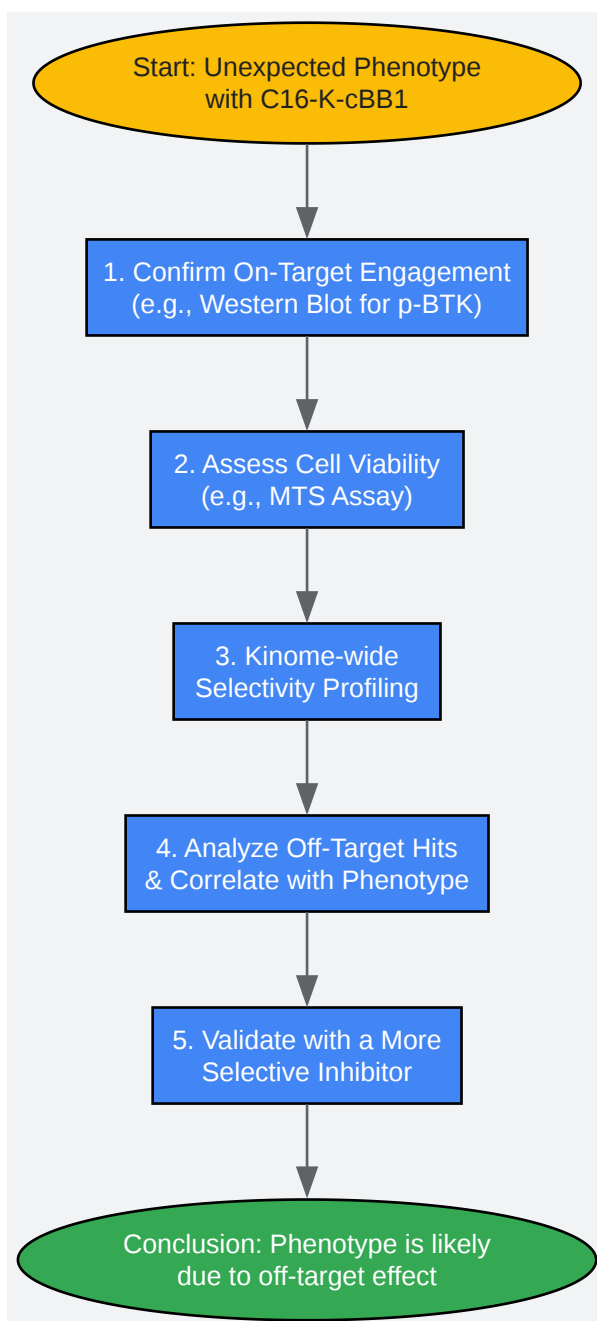 Start: Unexpected Phenotype
with C16-K-cBB1
1. Confirm On-Target Engagement
(e.g., Western Blot for p-BTK)
2. Assess Cell Viability
(e.g., MTS Assay)
3. Kinome-wide
Selectivity Profiling
4. Analyze Off-Target Hits
& Correlate with Phenotype
5. Validate with a More
Selective Inhibitor
Conclusion: Phenotype is likely
due to off-target effect